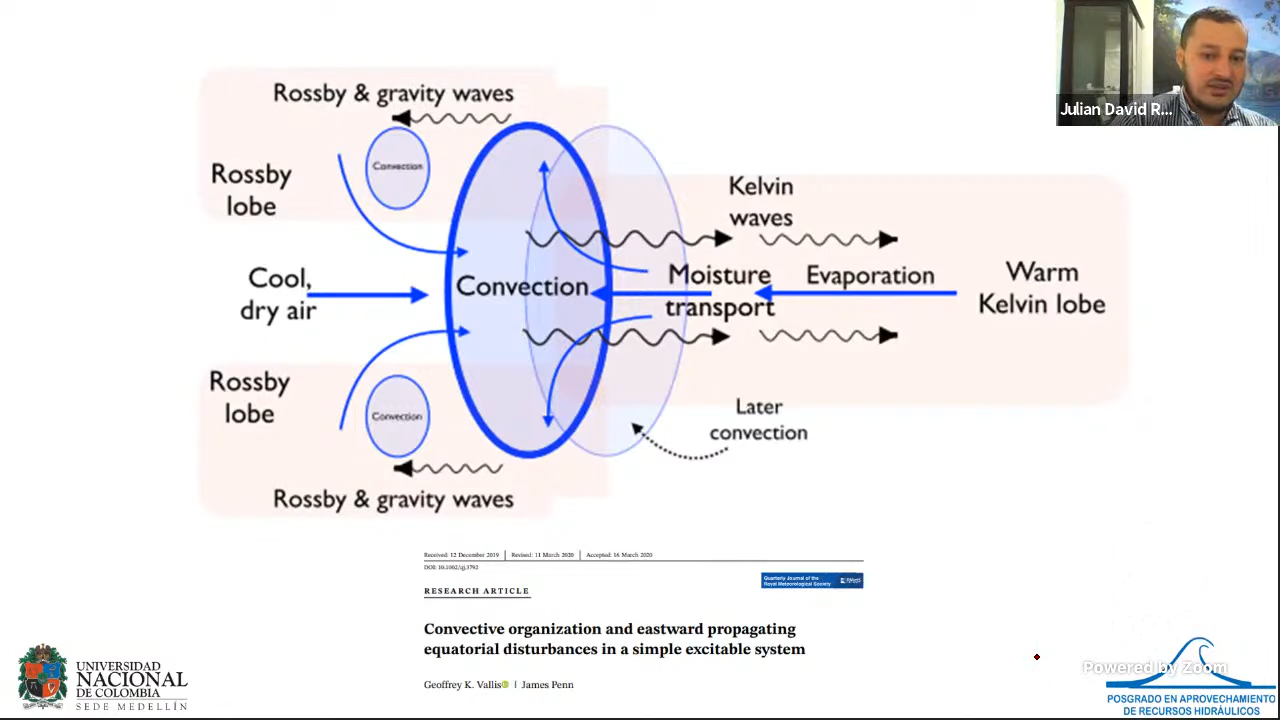 Julian David R...
Rossby & gravity waves
Convection
Rossby
lobe
Kelvin
waves
Cool,
dry air
Convection
Moisture
transport
Evaporation
Warm
Kelvin lobe
Rossby
lobe
Convection
Later
convection
Rossby & gravity waves
Received: 12 December 2019 | Revised: 11 March 2020 | Accepted: 16 March 2020
DOI: 10.1002/qj.3792
Quarterly Journal of the
Royal Meteorological Society
RMetS
RESEARCH ARTICLE
Convective organization and eastward propagating
equatorial disturbances in a simple excitable system
Geoffrey K. Vallis | James Penn
UNIVERSIDAD
NACIONAL
DE COLOMBIA
SEDE MEDELLÍN
Powered by Zoom
POSGRADO EN APROVECHAMIENTO
DE RECURSOS HIDRÁULICOS